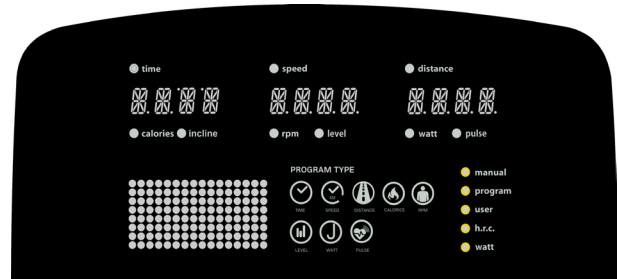 time speed distance
calories incline rpm level watt pulse
PROGRAM TYPE
manual
program
TIME SPEED DISTANCE CALORICS RPM
user
h.r.c.
LEVEL WATT PULSE
watt